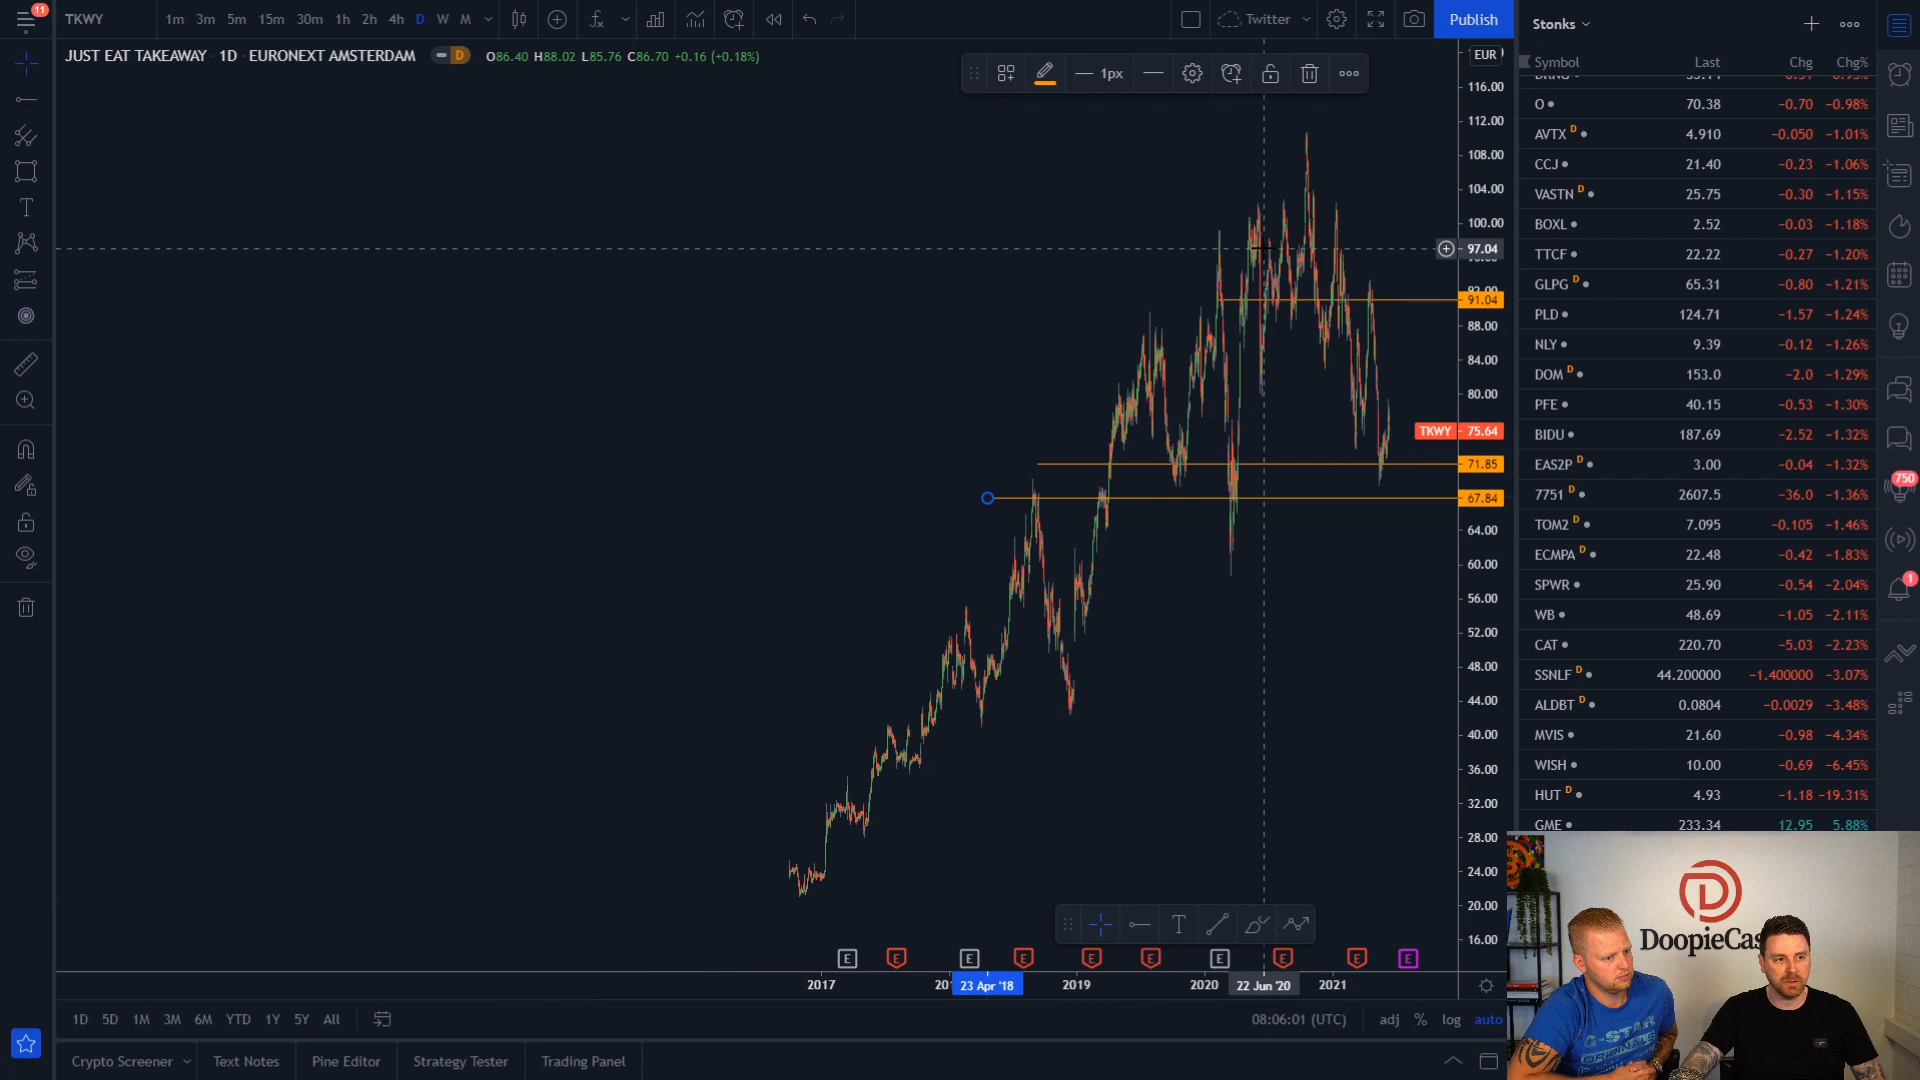 11
TKWY
1m 3m 5m 15m 30m 1h 2h 4h D W M
Twitter
Publish
JUST EAT TAKEAWAY · 1D · EURONEXT AMSTERDAM
D
O86.40 H88.02 L85.76 C86.70 +0.16 (+0.18%)
1px
EUR
116.00
112.00
108.00
104.00
100.00
97.04
91.04
88.00
84.00
80.00
TKWY 75.64
71.85
67.84
64.00
60.00
56.00
52.00
48.00
44.00
40.00
36.00
32.00
28.00
24.00
20.00
16.00
E E E E E E E E E E
2017 23 Apr '18 2019 2020 22 Jun '20 2021
1D 5D 1M 3M 6M YTD 1Y 5Y All
08:06:01 (UTC) adj % log auto
Crypto Screener Text Notes Pine Editor Strategy Tester Trading Panel
Stonks
Symbol Last Chg Chg%
O 70.38 −0.70 −0.98%
AVTX D 4.910 −0.050 −1.01%
CCJ 21.40 −0.23 −1.06%
VASTN D 25.75 −0.30 −1.15%
BOXL 2.52 −0.03 −1.18%
TTCF 22.22 −0.27 −1.20%
GLPG D 65.31 −0.80 −1.21%
PLD 124.71 −1.57 −1.24%
NLY 9.39 −0.12 −1.26%
DOM D 153.0 −2.0 −1.29%
PFE 40.15 −0.53 −1.30%
BIDU 187.69 −2.52 −1.32%
EAS2P D 3.00 −0.04 −1.32%
7751 D 2607.5 −36.0 −1.36%
TOM2 D 7.095 −0.105 −1.46%
ECMPA D 22.48 −0.42 −1.83%
SPWR 25.90 −0.54 −2.04%
WB 48.69 −1.05 −2.11%
CAT 220.70 −5.03 −2.23%
SSNLF D 44.200000 −1.400000 −3.07%
ALDBT D 0.0804 −0.0029 −3.48%
MVIS 21.60 −0.98 −4.34%
WISH 10.00 −0.69 −6.45%
HUT D 4.93 −1.18 −19.31%
GME 233.34 12.95 5.88%
750
1
DoopieCas
G-STAR
ORIGINALS